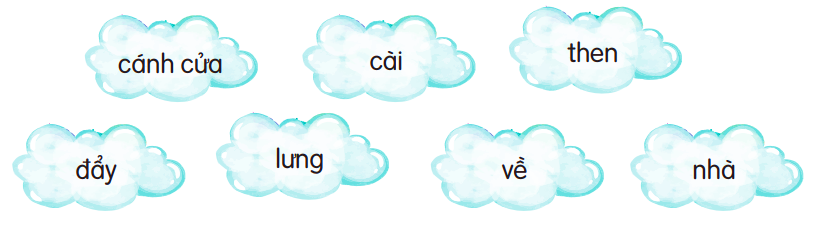 cánh cửa cài then
đẩy lưng về nhà